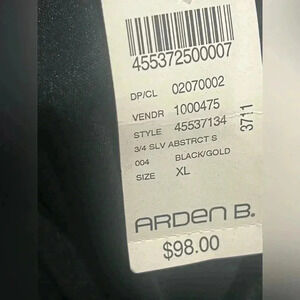 455372500007
DP/CL 02070002
VENDR 1000475
STYLE 45537134
3/4 SLV ABSTRCT S
004 BLACK/GOLD
SIZE XL
3711
ARDEN B.
$98.00